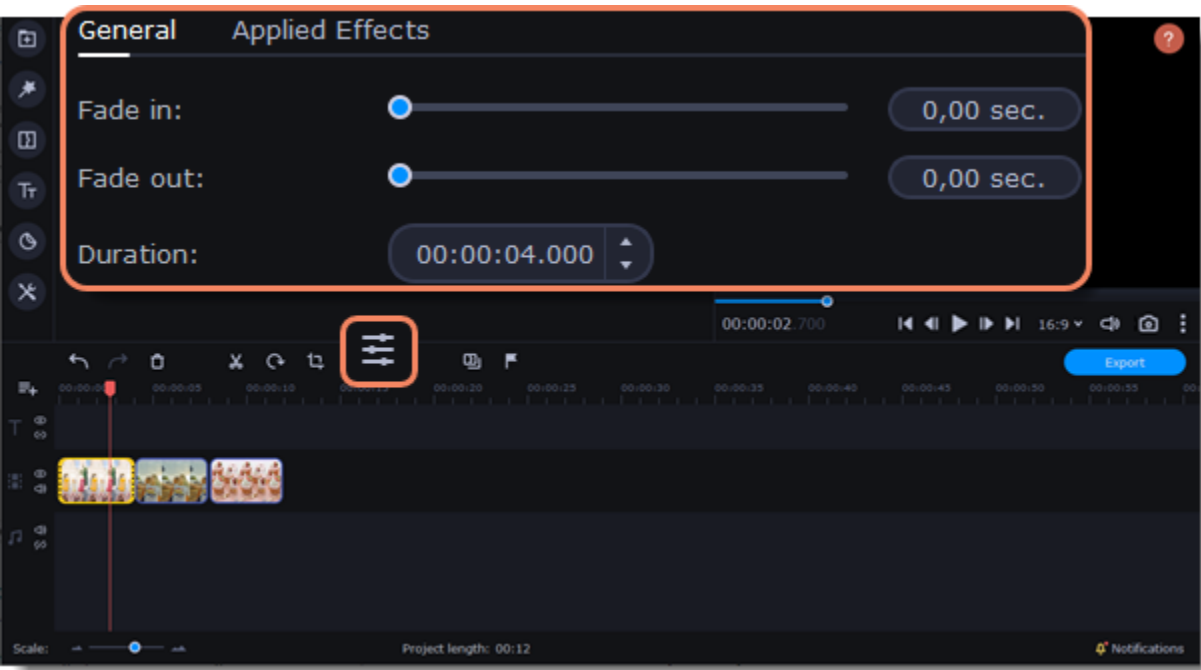 General Applied Effects
?
Fade in: 0,00 sec.
Fade out: 0,00 sec.
Duration: 00:00:04.000
00:00:02.700
16:9
Export
00:00:05 00:00:10 00:00:20 00:00:25 00:00:30 00:00:35 00:00:40 00:00:45 00:00:50 00:00:55
Scale: Project length: 00:12 Notifications